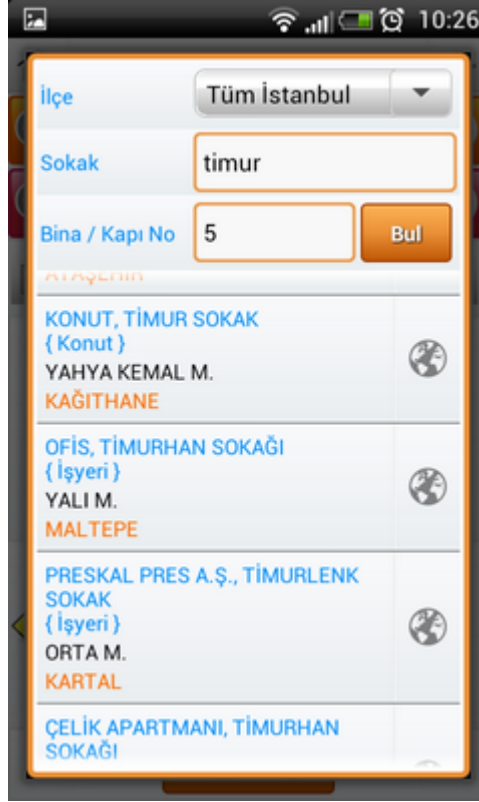 10:26
İlçe
Tüm İstanbul
Sokak
timur
Bina / Kapı No
5
Bul
ATAŞEHİR
KONUT, TİMUR SOKAK
{ Konut }
YAHYA KEMAL M.
KAĞITHANE
OFİS, TİMURHAN SOKAĞI
{ İşyeri }
YALI M.
MALTEPE
PRESKAL PRES A.Ş., TİMURLENK
SOKAK
{ İşyeri }
ORTA M.
KARTAL
ÇELİK APARTMANI, TİMURHAN
SOKAĞI